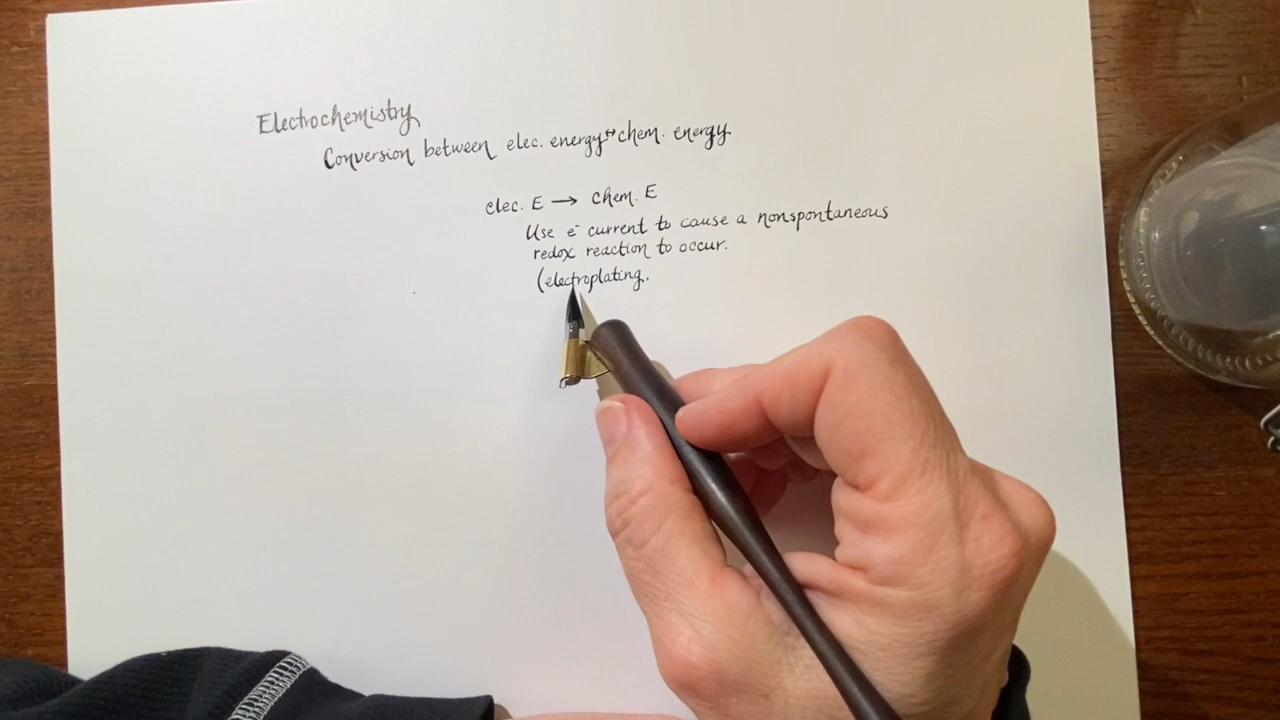 Electrochemistry
Conversion between elec. energy ↔ chem. energy
elec. E → chem. E
Use e⁻ current to cause a nonspontaneous
redox reaction to occur.
(electroplating,